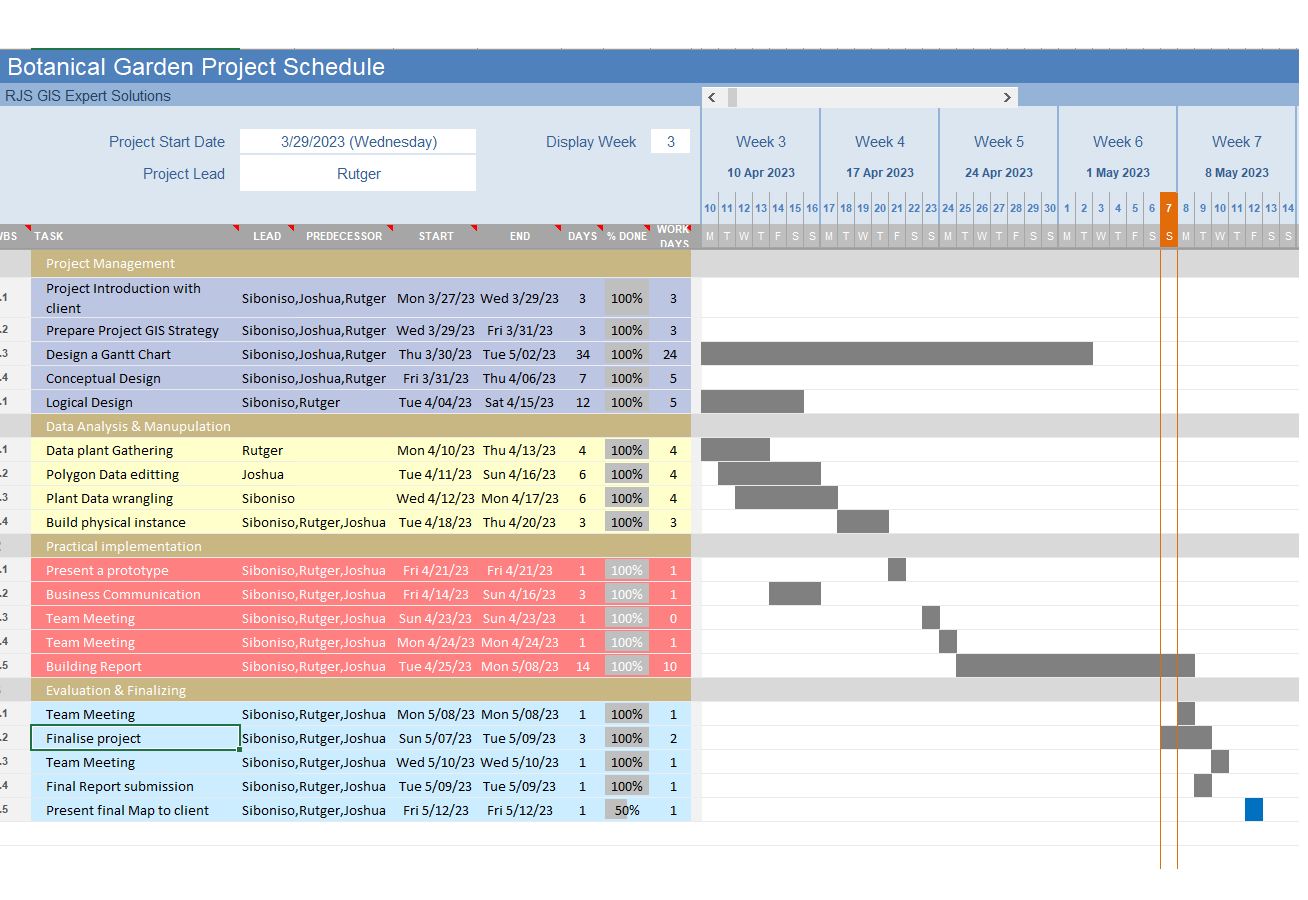 Botanical Garden Project Schedule
RJS GIS Expert Solutions
Project Start Date 3/29/2023 (Wednesday) Display Week 3 Week 3 Week 4 Week 5 Week 6 Week 7
Project Lead Rutger 10 Apr 2023 17 Apr 2023 24 Apr 2023 1 May 2023 8 May 2023
10 11 12 13 14 15 16 17 18 19 20 21 22 23 24 25 26 27 28 29 30 1 2 3 4 5 6 7 8 9 10 11 12 13 14
WBS TASK LEAD PREDECESSOR START END DAYS % DONE WORK DAYS M T W T F S S M T W T F S S M T W T F S S M T W T F S S M T W T F S S
Project Management
.1 Project Introduction with client Siboniso,Joshua,Rutger Mon 3/27/23 Wed 3/29/23 3 100% 3
.2 Prepare Project GIS Strategy Siboniso,Joshua,Rutger Wed 3/29/23 Fri 3/31/23 3 100% 3
.3 Design a Gantt Chart Siboniso,Joshua,Rutger Thu 3/30/23 Tue 5/02/23 34 100% 24
.4 Conceptual Design Siboniso,Joshua,Rutger Fri 3/31/23 Thu 4/06/23 7 100% 5
.1 Logical Design Siboniso,Rutger Tue 4/04/23 Sat 4/15/23 12 100% 5
Data Analysis & Manupulation
.1 Data plant Gathering Rutger Mon 4/10/23 Thu 4/13/23 4 100% 4
.2 Polygon Data editting Joshua Tue 4/11/23 Sun 4/16/23 6 100% 4
.3 Plant Data wrangling Siboniso Wed 4/12/23 Mon 4/17/23 6 100% 4
.4 Build physical instance Siboniso,Rutger,Joshua Tue 4/18/23 Thu 4/20/23 3 100% 3
Practical implementation
.1 Present a prototype Siboniso,Rutger,Joshua Fri 4/21/23 Fri 4/21/23 1 100% 1
.2 Business Communication Siboniso,Rutger,Joshua Fri 4/14/23 Sun 4/16/23 3 100% 1
.3 Team Meeting Siboniso,Rutger,Joshua Sun 4/23/23 Sun 4/23/23 1 100% 0
.4 Team Meeting Siboniso,Rutger,Joshua Mon 4/24/23 Mon 4/24/23 1 100% 1
.5 Building Report Siboniso,Rutger,Joshua Tue 4/25/23 Mon 5/08/23 14 100% 10
Evaluation & Finalizing
.1 Team Meeting Siboniso,Rutger,Joshua Mon 5/08/23 Mon 5/08/23 1 100% 1
.2 Finalise project Siboniso,Rutger,Joshua Sun 5/07/23 Tue 5/09/23 3 100% 2
.3 Team Meeting Siboniso,Rutger,Joshua Wed 5/10/23 Wed 5/10/23 1 100% 1
.4 Final Report submission Siboniso,Rutger,Joshua Tue 5/09/23 Tue 5/09/23 1 100% 1
.5 Present final Map to client Siboniso,Rutger,Joshua Fri 5/12/23 Fri 5/12/23 1 50% 1